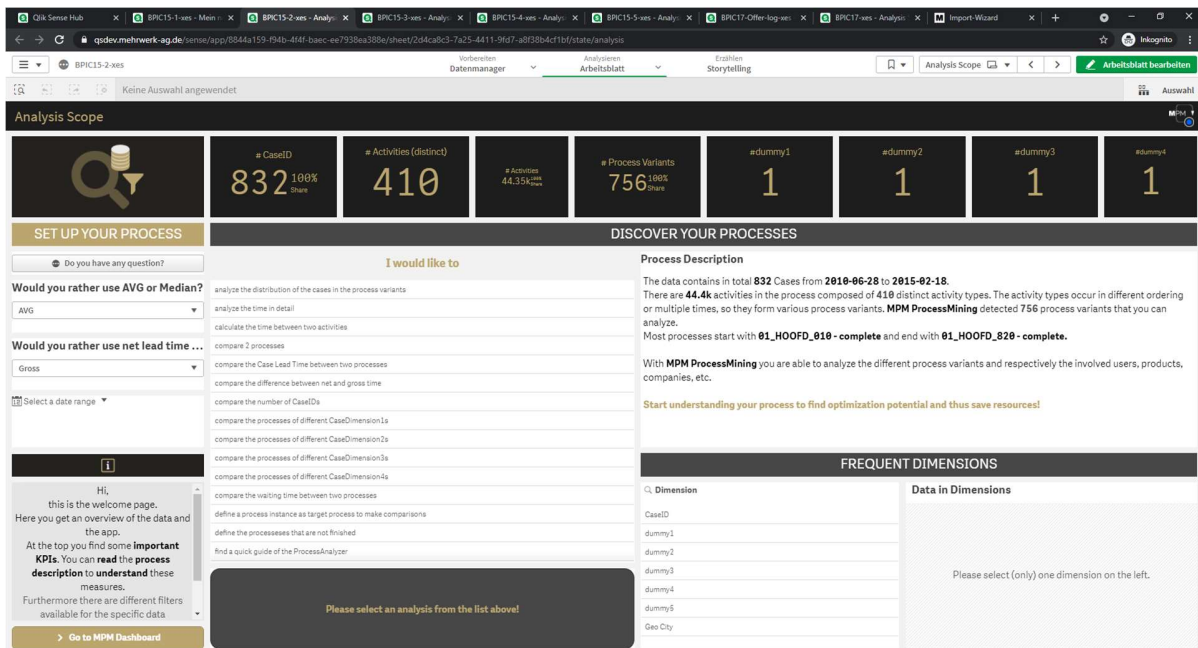 Qlik Sense Hub
BPIC15-1-xes - Mein n
BPIC15-2-xes - Analys
BPIC15-3-xes - Analys
BPIC15-4-xes - Analys
BPIC15-5-xes - Analys
BPIC17-Offer-log-xes
BPIC17-xes - Analysis
Import-Wizard
qsdev.mehrwerk-ag.de/sense/app/8844a159-f94b-4f4f-baec-ee7938ea388e/sheet/2d4ca8c3-7a25-4411-9fd7-a8f38b4cf1bf/state/analysis
Inkognito
BPIC15-2-xes
Vorbereiten
Datenmanager
Analysieren
Arbeitsblatt
Erzählen
Storytelling
Analysis Scope
Arbeitsblatt bearbeiten
Keine Auswahl angewendet
Auswahl
Analysis Scope
MPM
# CaseID
832 100% Share
# Activities (distinct)
410
# Activities
44.35k 100% Share
# Process Variants
756 100% Share
#dummy1
1
#dummy2
1
#dummy3
1
#dummy4
1
SET UP YOUR PROCESS
DISCOVER YOUR PROCESSES
Do you have any question?
Would you rather use AVG or Median?
AVG
Would you rather use net lead time ...
Gross
Select a date range
i
Hi,
this is the welcome page.
Here you get an overview of the data and
the app.
At the top you find some important
KPIs. You can read the process
description to understand these
measures.
Furthermore there are different filters
available for the specific data
> Go to MPM Dashboard
I would like to
analyze the distribution of the cases in the process variants
analyze the time in detail
calculate the time between two activities
compare 2 processes
compare the Case Lead Time between two processes
compare the difference between net and gross time
compare the number of CaseIDs
compare the processes of different CaseDimension1s
compare the processes of different CaseDimension2s
compare the processes of different CaseDimension3s
compare the processes of different CaseDimension4s
compare the waiting time between two processes
define a process instance as target process to make comparisons
define the processeses that are not finished
find a quick guide of the ProcessAnalyzer
Please select an analysis from the list above!
Process Description
The data contains in total 832 Cases from 2010-06-28 to 2015-02-18.
There are 44.4k activities in the process composed of 410 distinct activity types. The activity types occur in different ordering
or multiple times, so they form various process variants. MPM ProcessMining detected 756 process variants that you can
analyze.
Most processes start with 01_HOOFD_010 - complete and end with 01_HOOFD_820 - complete.
With MPM ProcessMining you are able to analyze the different process variants and respectively the involved users, products,
companies, etc.
Start understanding your process to find optimization potential and thus save resources!
FREQUENT DIMENSIONS
Dimension
CaseID
dummy1
dummy2
dummy3
dummy4
dummy5
Geo City
Data in Dimensions
Please select (only) one dimension on the left.